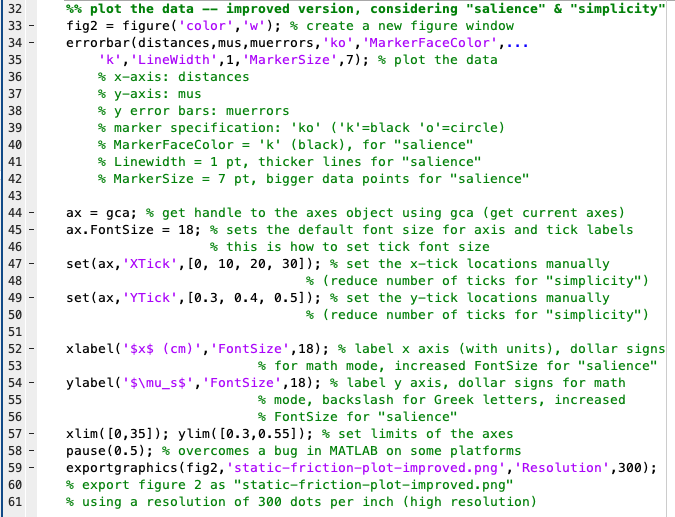 32 %% plot the data -- improved version, considering "salience" & "simplicity"
33 - fig2 = figure('color','w'); % create a new figure window
34 - errorbar(distances,mus,muerrors,'ko','MarkerFaceColor',...
35 'k','LineWidth',1,'MarkerSize',7); % plot the data
36 % x-axis: distances
37 % y-axis: mus
38 % y error bars: muerrors
39 % marker specification: 'ko' ('k'=black 'o'=circle)
40 % MarkerFaceColor = 'k' (black), for "salience"
41 % Linewidth = 1 pt, thicker lines for "salience"
42 % MarkerSize = 7 pt, bigger data points for "salience"
43
44 - ax = gca; % get handle to the axes object using gca (get current axes)
45 - ax.FontSize = 18; % sets the default font size for axis and tick labels
46 % this is how to set tick font size
47 - set(ax,'XTick',[0, 10, 20, 30]); % set the x-tick locations manually
48 % (reduce number of ticks for "simplicity")
49 - set(ax,'YTick',[0.3, 0.4, 0.5]); % set the y-tick locations manually
50 % (reduce number of ticks for "simplicity")
51
52 - xlabel('$x$ (cm)','FontSize',18); % label x axis (with units), dollar signs
53 % for math mode, increased FontSize for "salience"
54 - ylabel('$\mu_s$','FontSize',18); % label y axis, dollar signs for math
55 % mode, backslash for Greek letters, increased
56 % FontSize for "salience"
57 - xlim([0,35]); ylim([0.3,0.55]); % set limits of the axes
58 - pause(0.5); % overcomes a bug in MATLAB on some platforms
59 - exportgraphics(fig2,'static-friction-plot-improved.png','Resolution',300);
60 % export figure 2 as "static-friction-plot-improved.png"
61 % using a resolution of 300 dots per inch (high resolution)